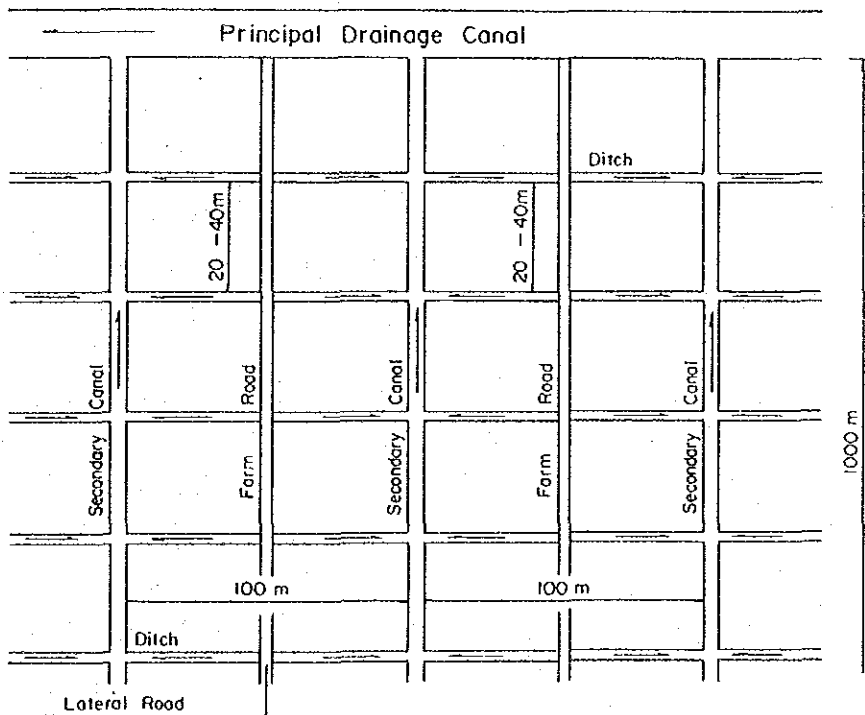 Principal Drainage Canal
Ditch
20 – 40m
20 – 40m
Secondary Canal
Farm Road
Secondary Canal
Farm Road
Secondary Canal
1000 m
100 m
100 m
Ditch
Lateral Road